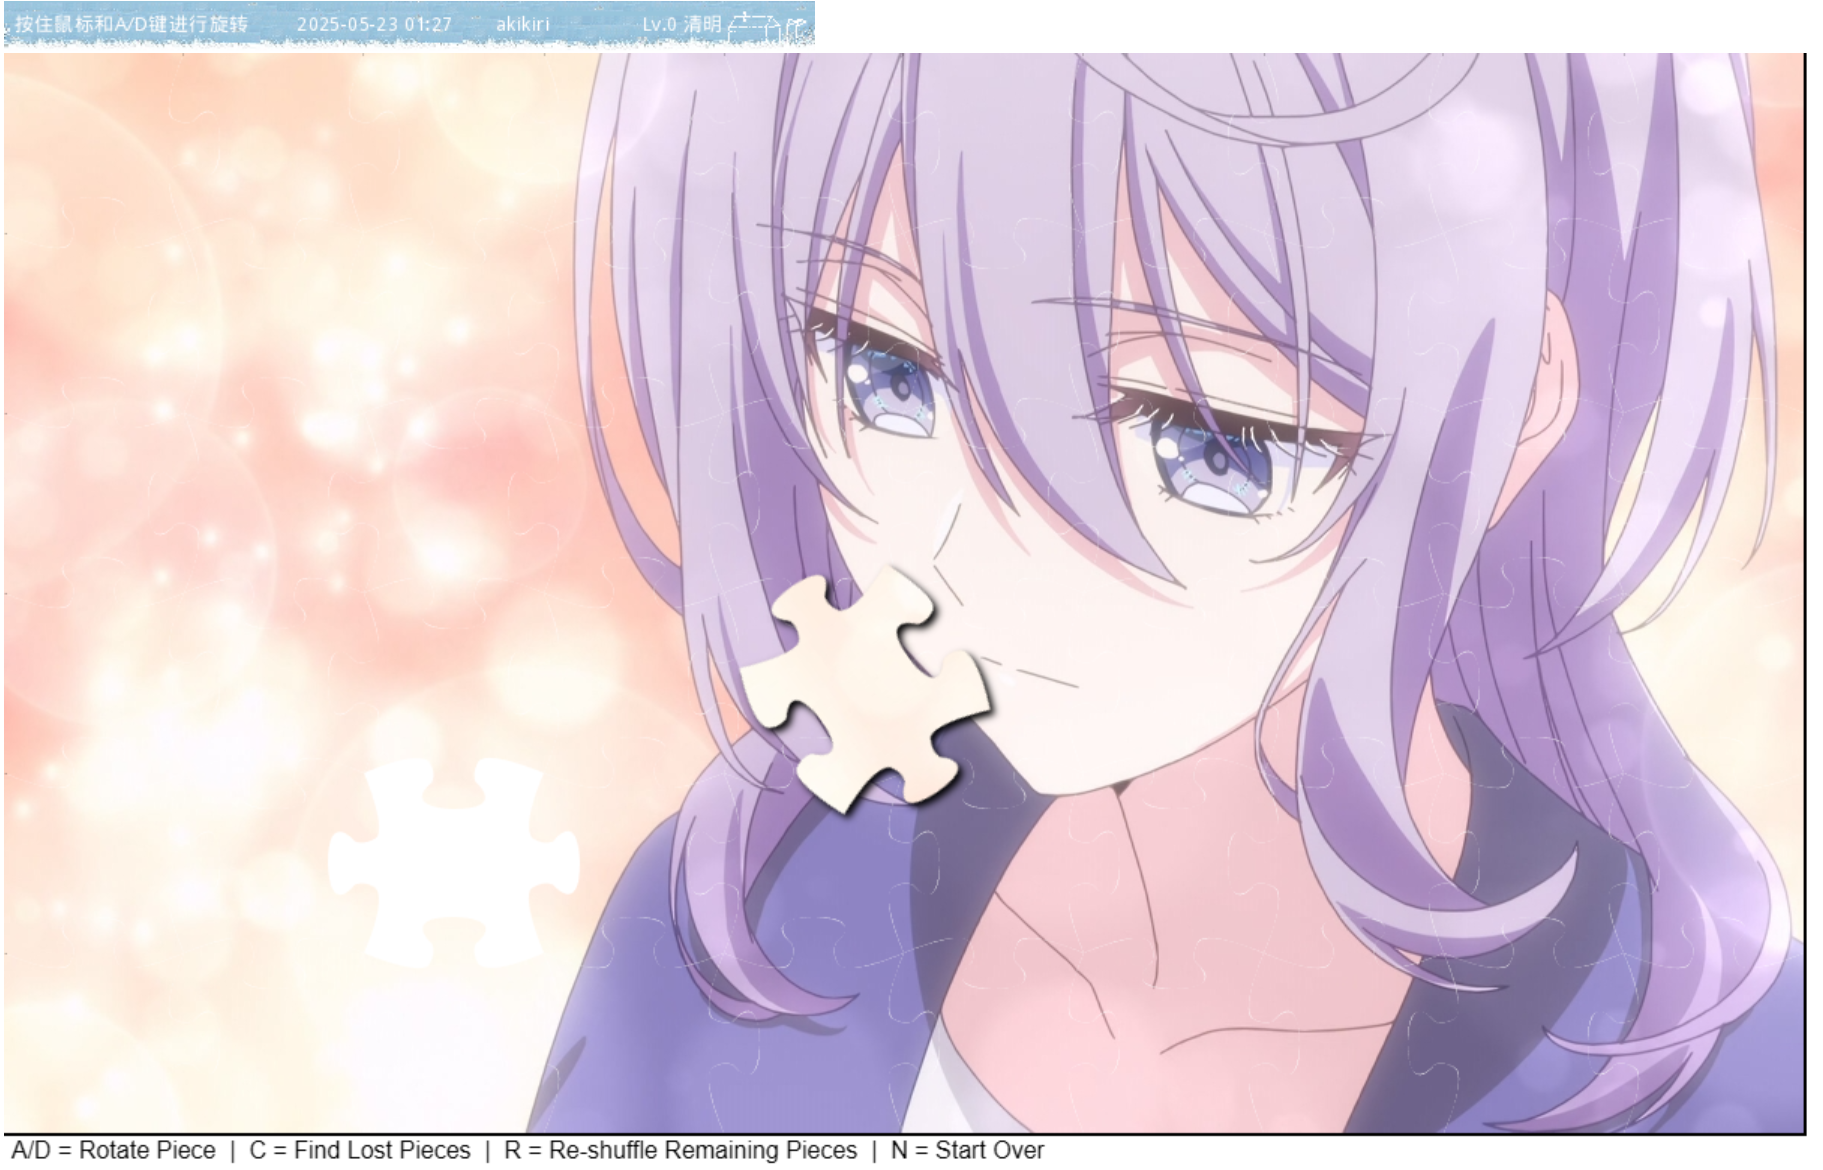 按住鼠标和A/D键进行旋转 2025-05-23 01:27 akikiri Lv.0 清明
A/D = Rotate Piece | C = Find Lost Pieces | R = Re-shuffle Remaining Pieces | N = Start Over